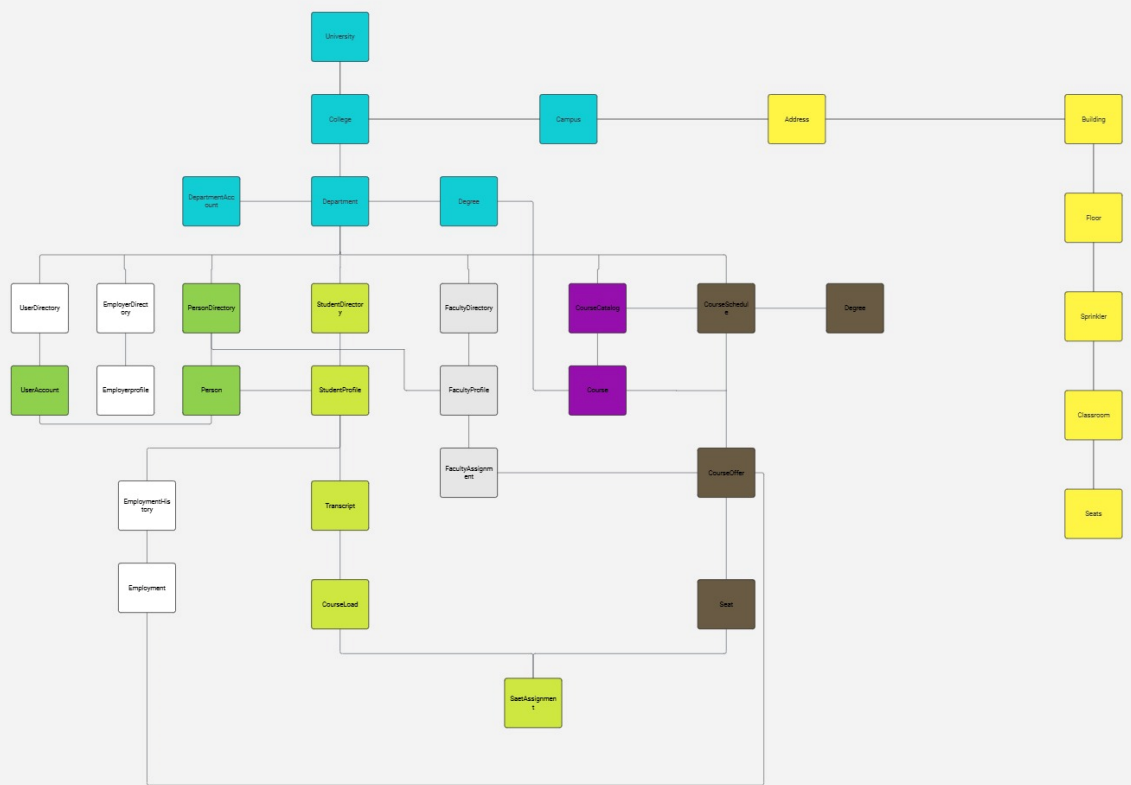 University
College
Campus
Address
Building
DepartmentAcc
ount
Department
Degree
Floor
UserDirectory
EmployerDirect
ory
PersonDirectory
StudentDirector
y
FacultyDirectory
CourseCatalog
CourseSchedul
e
Degree
Sprinkler
UserAccount
Employerprofile
Person
StudentProfile
FacultyProfile
Course
Classroom
FacultyAssignm
ent
CourseOffer
EmploymentHis
tory
Transcript
Seats
Employment
CourseLoad
Seat
SaetAssignmen
t